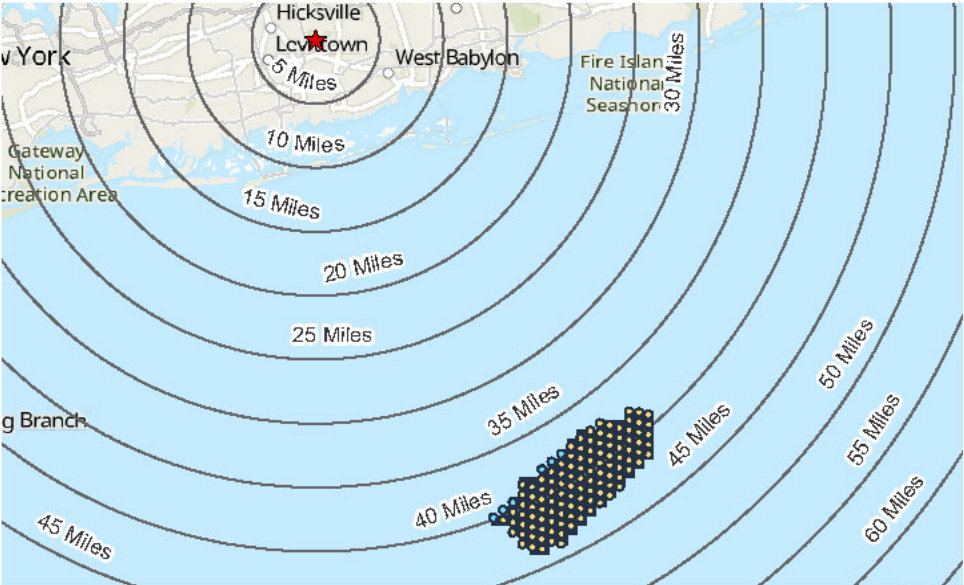 Hicksville
Levittown
w York
West Babylon
5 Miles
Fire Islan
National
Seashor
30 Miles
10 Miles
Gateway
National
creation Area
15 Miles
20 Miles
25 Miles
50 Miles
35 Miles
g Branch
45 Miles
55 Miles
40 Miles
60 Miles
45 Miles